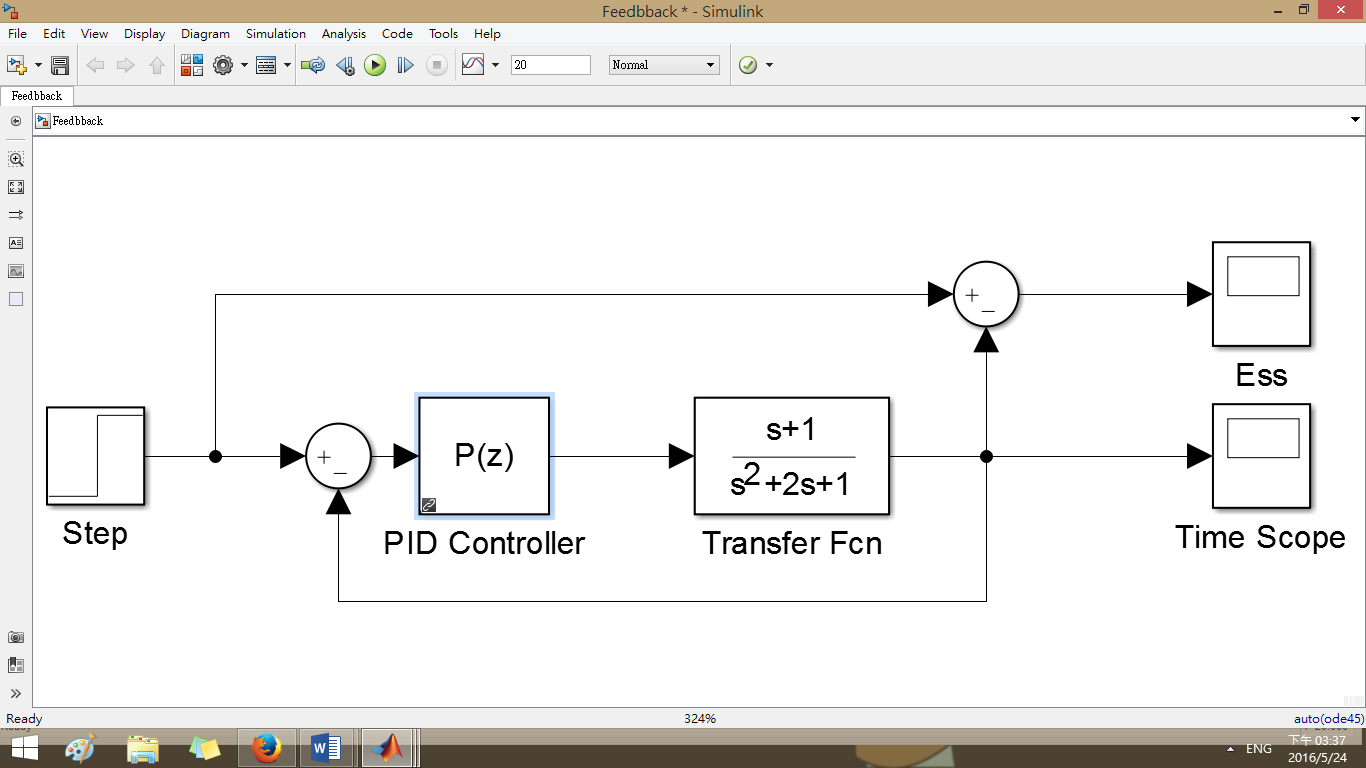 Feedbback * - Simulink
File Edit View Display Diagram Simulation Analysis Code Tools Help
20 Normal
Feedbback
Feedbback
+
−
Ess
Step
+
−
P(z)
PID Controller
s+1
s2+2s+1
Transfer Fcn
Time Scope
Ready 324% auto(ode45)
ENG
下午 03:37
2016/5/24